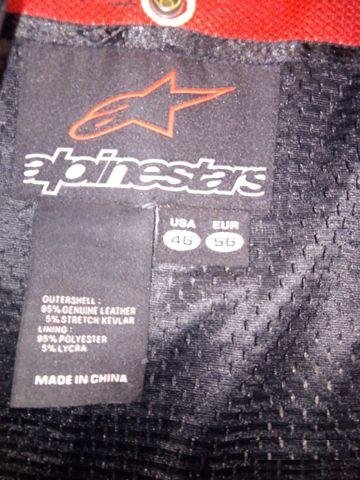 alpinestars
USA EUR
46 56
OUTERSHELL:
95% GENUINE LEATHER
5% STRETCH KEVLAR
LINING:
95% POLYESTER
5% LYCRA
MADE IN CHINA